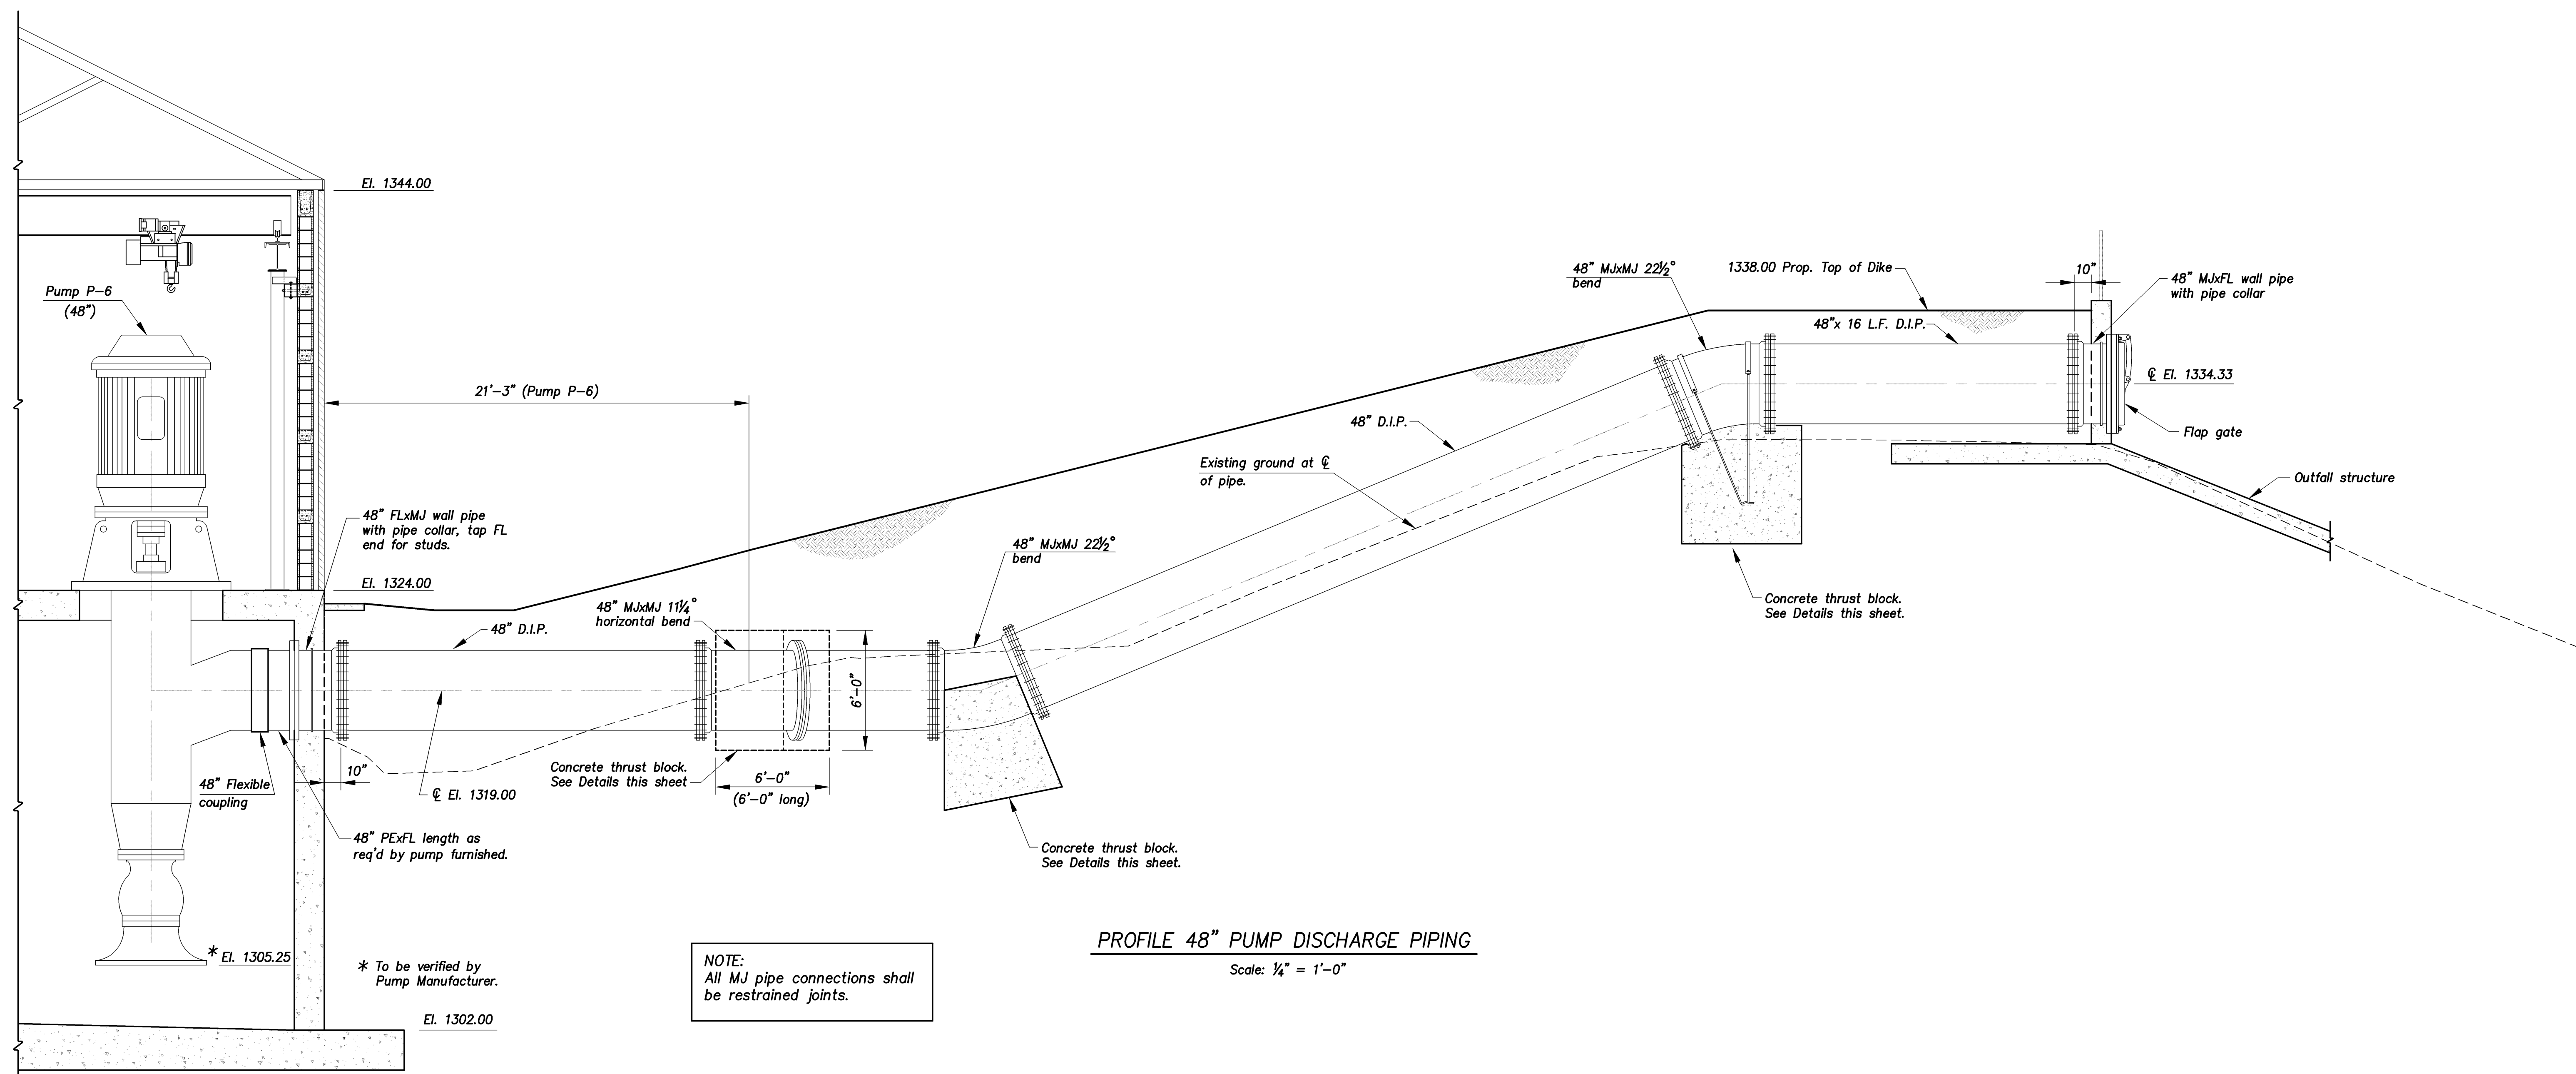 El. 1344.00
Pump P-6
(48")
21'-3" (Pump P-6)
48" FLxMJ wall pipe
with pipe collar, tap FL
end for studs.
El. 1324.00
48" D.I.P.
48" MJxMJ 11¼°
horizontal bend
48" MJxMJ 22½°
bend
Existing ground at ℄
of pipe.
48" D.I.P.
48" MJxMJ 22½°
bend
1338.00 Prop. Top of Dike
48"x 16 L.F. D.I.P.
10"
48" MJxFL wall pipe
with pipe collar
℄ El. 1334.33
Flap gate
Outfall structure
Concrete thrust block.
See Details this sheet.
6'-0"
Concrete thrust block.
See Details this sheet
6'-0"
(6'-0" long)
10"
℄ El. 1319.00
48" Flexible
coupling
48" PExFL length as
req'd by pump furnished.
Concrete thrust block.
See Details this sheet.
* El. 1305.25
* To be verified by
Pump Manufacturer.
El. 1302.00
NOTE:
All MJ pipe connections shall
be restrained joints.
PROFILE 48" PUMP DISCHARGE PIPING
Scale: ¼" = 1'-0"